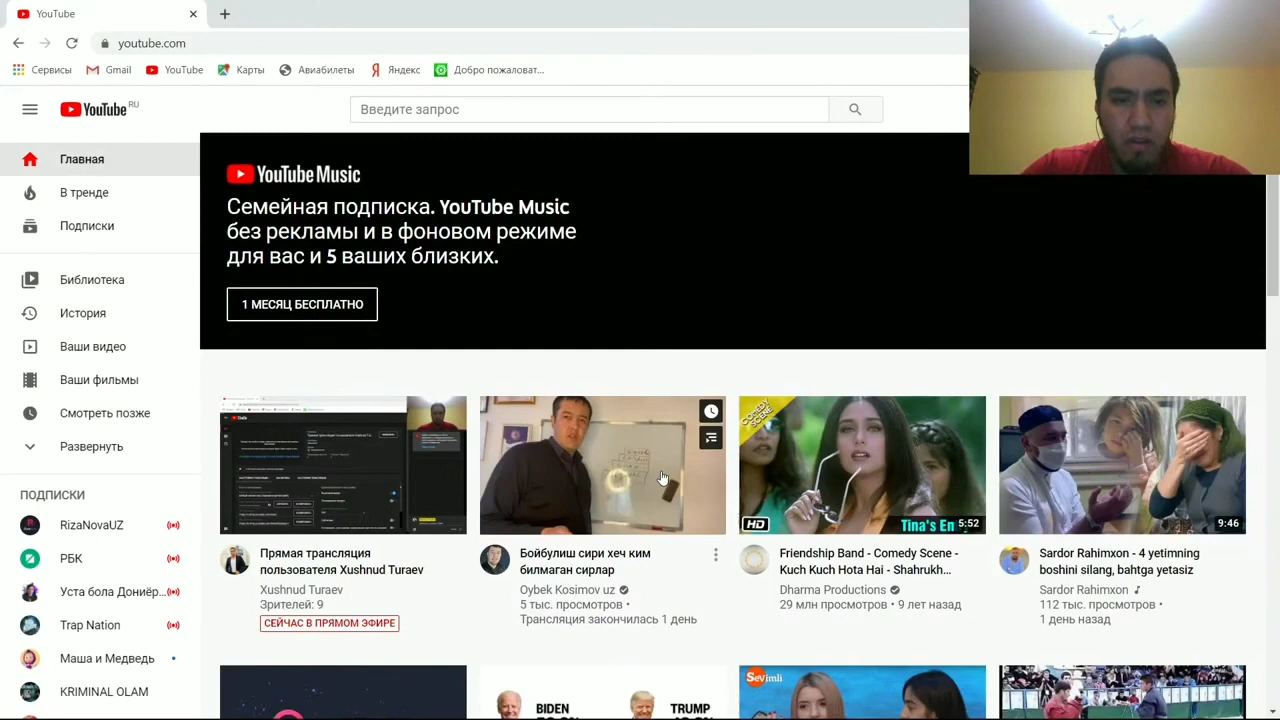 YouTube
youtube.com
Сервисы
Gmail
YouTube
Карты
Авиабилеты
Яндекс
Добро пожаловат...
YouTube RU
Введите запрос
Главная
В тренде
Подписки
Библиотека
История
Ваши видео
Ваши фильмы
Смотреть позже
Развернуть
ПОДПИСКИ
RizaNovaUZ
РБК
Уста бола Дониёр...
Trap Nation
Маша и Медведь
KRIMINAL OLAM
YouTube Music
Семейная подписка. YouTube Music
без рекламы и в фоновом режиме
для вас и 5 ваших близких.
1 МЕСЯЦ БЕСПЛАТНО
Прямая трансляция
пользователя Xushnud Turaev
Xushnud Turaev
Зрителей: 9
СЕЙЧАС В ПРЯМОМ ЭФИРЕ
Бойбулиш сири хеч ким
билмаган сирлар
Oybek Kosimov uz
5 тыс. просмотров •
Трансляция закончилась 1 день
COMEDY
SCENE
HD
Tina's En
5:52
Friendship Band - Comedy Scene -
Kuch Kuch Hota Hai - Shahrukh...
Dharma Productions
29 млн просмотров • 9 лет назад
9:46
Sardor Rahimxon - 4 yetimning
boshini silang, bahtga yetasiz
Sardor Rahimxon
112 тыс. просмотров •
1 день назад
BIDEN
TRUMP
Sevimli